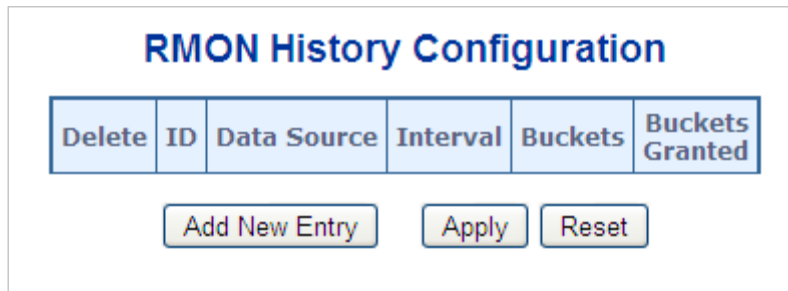 RMON History Configuration
Delete ID Data Source Interval Buckets Buckets Granted
Add New Entry Apply Reset